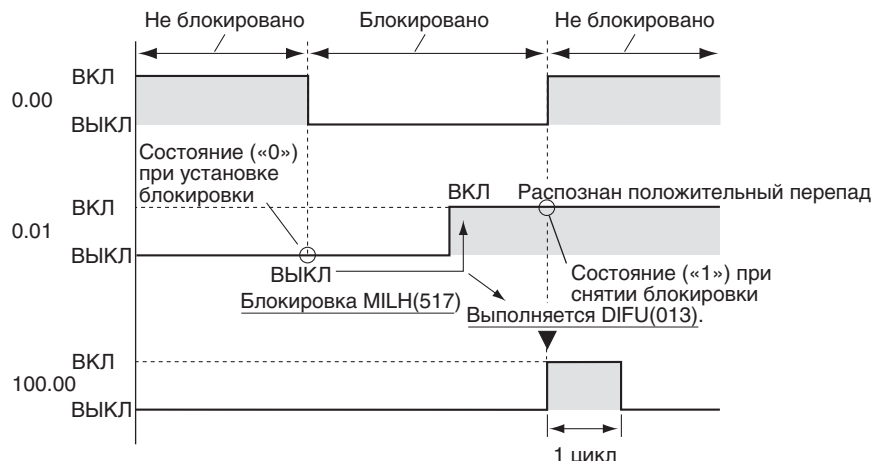 Не блокировано Блокировано Не блокировано
ВКЛ
0.00
ВЫКЛ
Состояние («0»)
при установке
блокировки
ВКЛ Распознан положительный перепад
ВКЛ
0.01
ВЫКЛ
ВЫКЛ
Состояние («1») при
снятии блокировки
Блокировка MILH(517)
Выполняется DIFU(013).
ВКЛ
100.00
ВЫКЛ
1 цикл